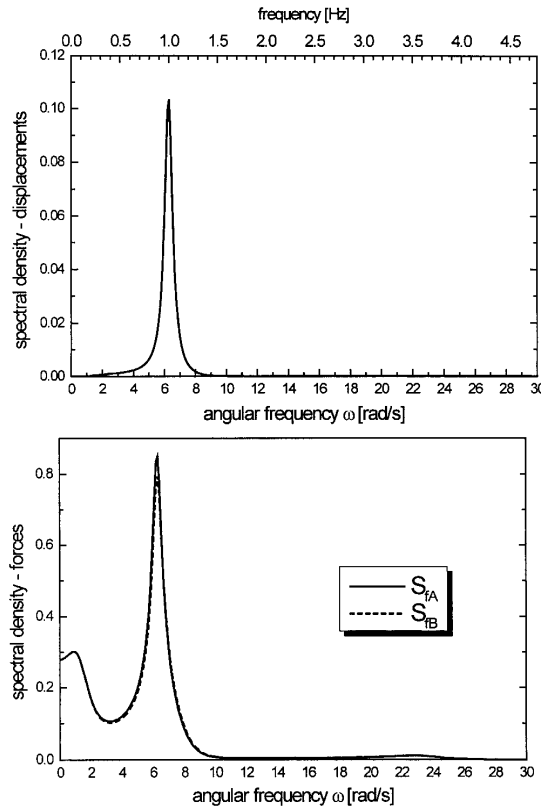 frequency [Hz]
0.0 0.5 1.0 1.5 2.0 2.5 3.0 3.5 4.0 4.5
0.12
0.10
0.08
0.06
0.04
0.02
0.00
spectral density - displacements
0 2 4 6 8 10 12 14 16 18 20 22 24 26 28 30
angular frequency ω [rad/s]
0.8
0.6
0.4
0.2
0.0
spectral density - forces
S_fA
S_fB
0 2 4 6 8 10 12 14 16 18 20 22 24 26 28 30
angular frequency ω [rad/s]